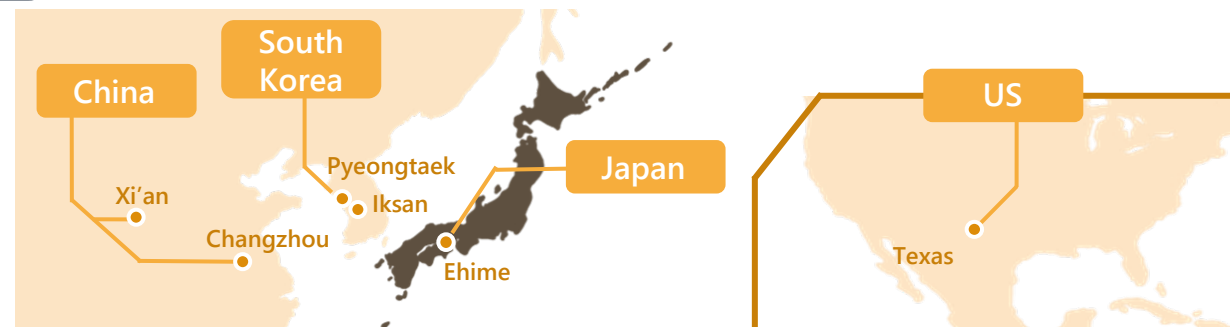 South
Korea
China
US
Japan
Pyeongtaek
Xi'an
Iksan
Changzhou
Ehime
Texas